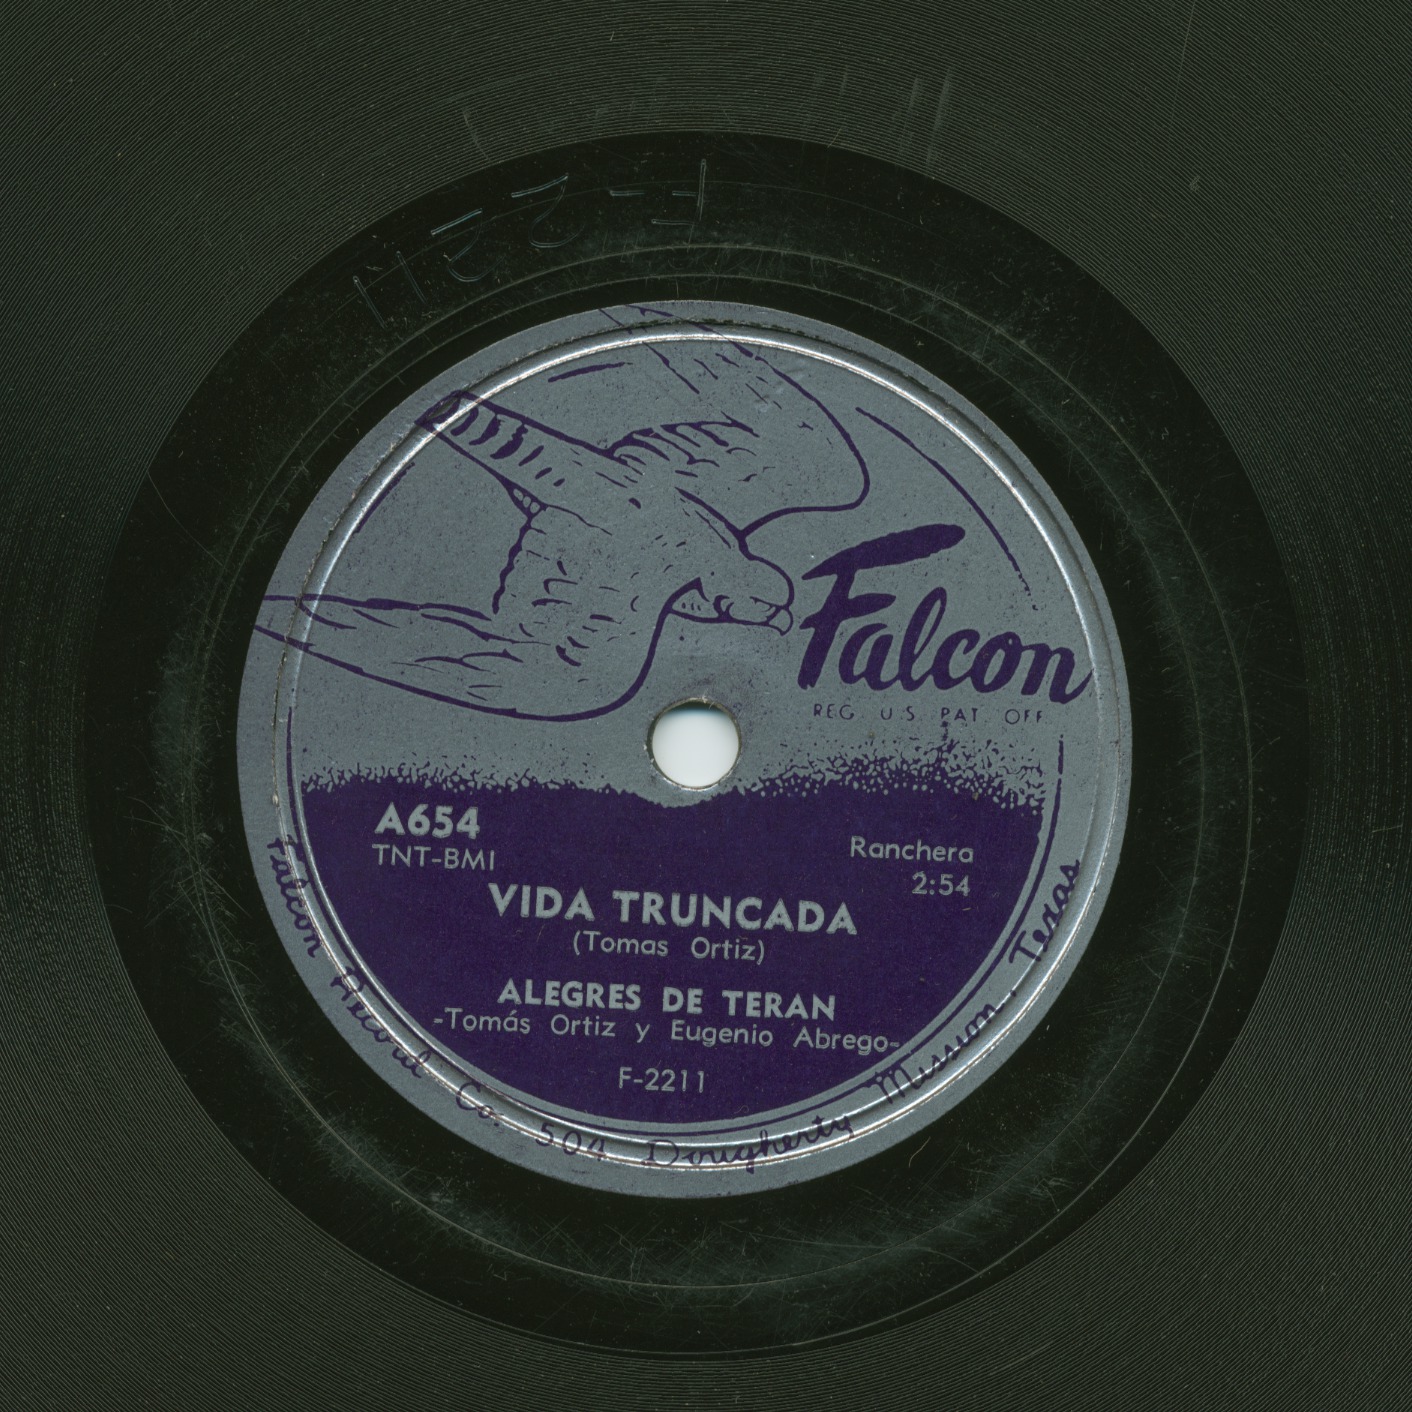 F-2211
Falcon
REG. U.S. PAT. OFF.
A654
TNT-BMI
Ranchera
2:54
VIDA TRUNCADA
(Tomas Ortiz)
ALEGRES DE TERAN
-Tomás Ortiz y Eugenio Abrego-
F-2211
Falcon Record Co. 504 Dougherty Mission, Texas